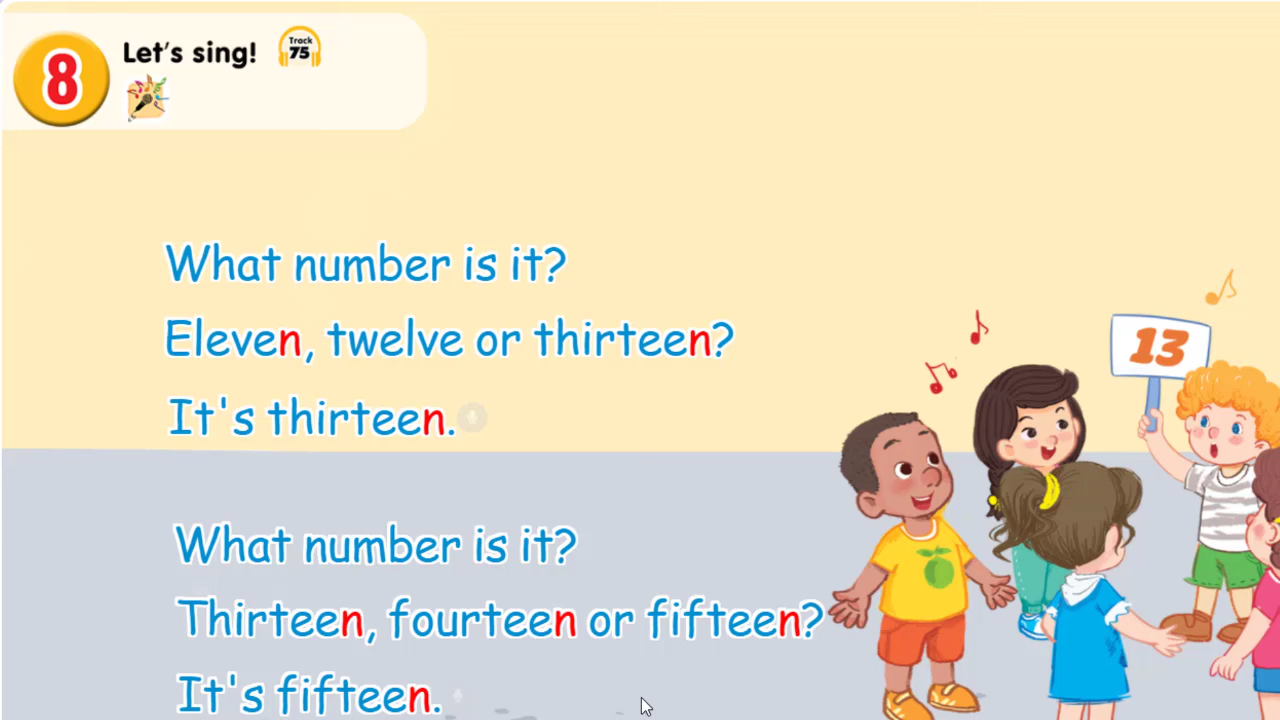 8
Let's sing!
Track
75
What number is it?
Eleven, twelve or thirteen?
It's thirteen.
13
What number is it?
Thirteen, fourteen or fifteen?
It's fifteen.